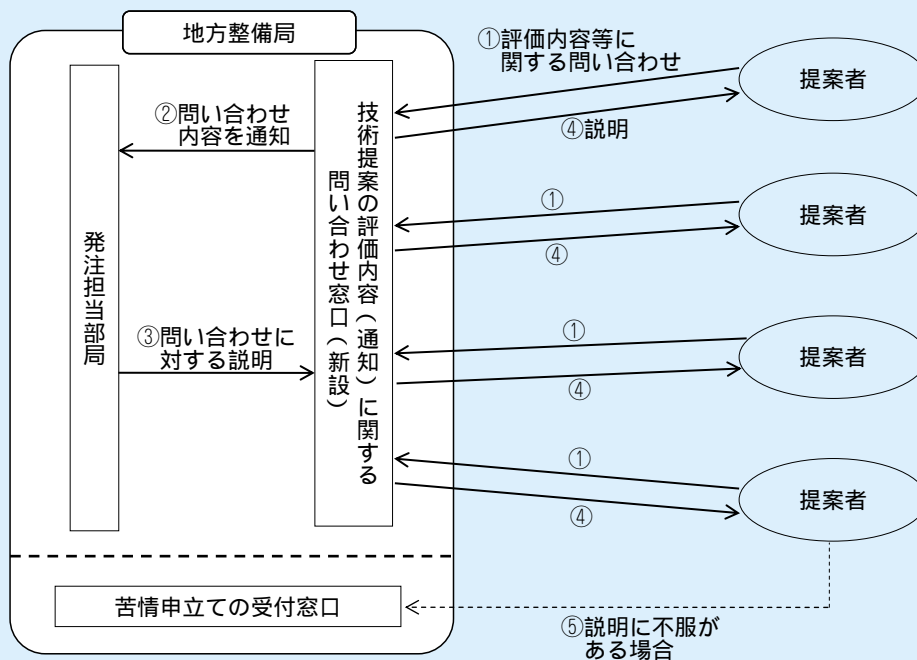 地方整備局
①評価内容等に
関する問い合わせ
提案者
②問い合わせ
内容を通知
④説明
技術提案の評価内容(通知)に関する
問い合わせ窓口(新設)
発注担当部局
①
提案者
④
③問い合わせに
対する説明
①
提案者
④
①
提案者
④
苦情申立ての受付窓口
⑤説明に不服が
ある場合